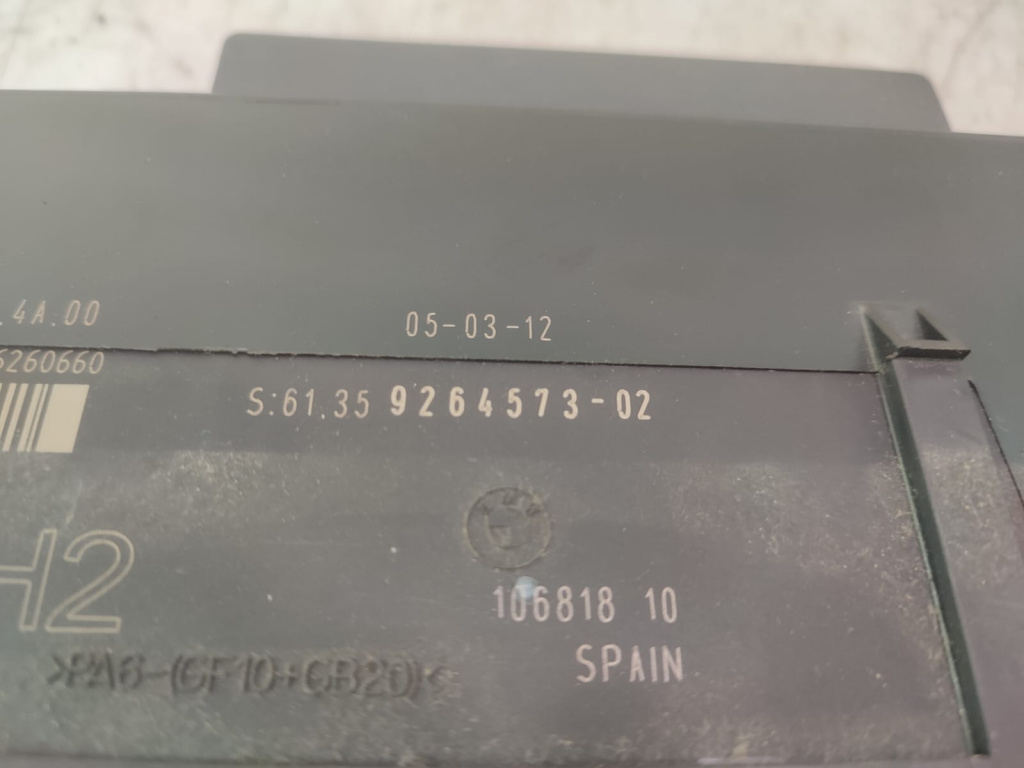 .4A.00
05-03-12
6260660
S:61.35 9264573-02
H2
106818 10
SPAIN
>PA6-(GF10+GB20)<